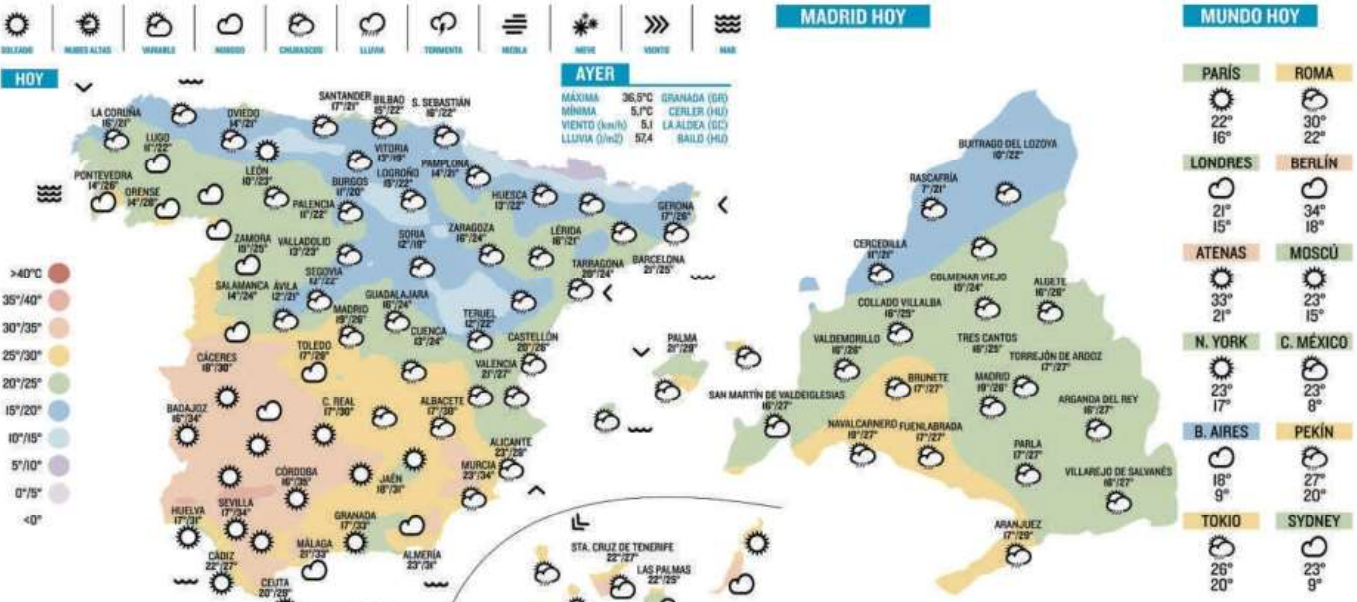 SOLEADO
NUBES ALTAS
VARIABLE
NUBOSO
CHUBASCOS
LLUVIA
TORMENTA
NIEBLA
NIEVE
VIENTO
MAR
HOY
>40°C
35°/40°
30°/35°
25°/30°
20°/25°
15°/20°
10°/15°
5°/10°
0°/5°
<0°
AYER
MÁXIMA 36,5°C GRANADA (GR)
MÍNIMA 5,1°C CERLER (HU)
VIENTO (km/h) 5,1 LA ALDEA (GC)
LLUVIA (l/m2) 57,4 BAILO (HU)
LA CORUÑA
16°/21°
LUGO
11°/22°
OVIEDO
14°/21°
SANTANDER
17°/21°
BILBAO
15°/22°
S. SEBASTIÁN
16°/22°
VITORIA
13°/19°
PAMPLONA
14°/21°
PONTEVEDRA
14°/26°
ORENSE
14°/28°
LEÓN
10°/23°
BURGOS
11°/20°
LOGROÑO
15°/22°
PALENCIA
11°/22°
HUESCA
13°/22°
GERONA
17°/26°
ZAMORA
15°/25°
VALLADOLID
13°/23°
SORIA
12°/19°
ZARAGOZA
16°/24°
LÉRIDA
16°/21°
BARCELONA
21°/25°
TARRAGONA
20°/24°
SALAMANCA
14°/24°
ÁVILA
12°/21°
SEGOVIA
12°/22°
MADRID
19°/26°
GUADALAJARA
16°/24°
CUENCA
13°/24°
TERUEL
12°/22°
CASTELLÓN
20°/26°
VALENCIA
21°/27°
PALMA
21°/29°
CÁCERES
18°/30°
TOLEDO
17°/29°
BADAJOZ
16°/34°
C. REAL
17°/30°
ALBACETE
17°/30°
ALICANTE
23°/28°
MURCIA
23°/34°
CÓRDOBA
16°/35°
JAÉN
18°/31°
HUELVA
17°/31°
SEVILLA
17°/34°
GRANADA
17°/33°
CÁDIZ
22°/27°
MÁLAGA
21°/33°
ALMERÍA
23°/31°
CEUTA
20°/29°
STA. CRUZ DE TENERIFE
22°/27°
LAS PALMAS
22°/25°
MADRID HOY
BUITRAGO DEL LOZOYA
10°/22°
RASCAFRÍA
7°/21°
CERCEDILLA
11°/21°
COLMENAR VIEJO
15°/24°
ALGETE
16°/26°
COLLADO VILLALBA
16°/25°
VALDEMORILLO
16°/26°
TRES CANTOS
16°/25°
TORREJÓN DE ARDOZ
17°/27°
SAN MARTÍN DE VALDEIGLESIAS
16°/27°
BRUNETE
17°/27°
MADRID
19°/26°
ARGANDA DEL REY
16°/27°
NAVALCARNERO
19°/27°
FUENLABRADA
17°/27°
PARLA
17°/27°
VILLAREJO DE SALVANÉS
16°/27°
ARANJUEZ
17°/29°
MUNDO HOY
PARÍS
22°
16°
ROMA
30°
22°
LONDRES
21°
15°
BERLÍN
34°
18°
ATENAS
33°
21°
MOSCÚ
23°
15°
N. YORK
23°
17°
C. MÉXICO
23°
8°
B. AIRES
18°
9°
PEKÍN
27°
20°
TOKIO
26°
20°
SYDNEY
23°
9°